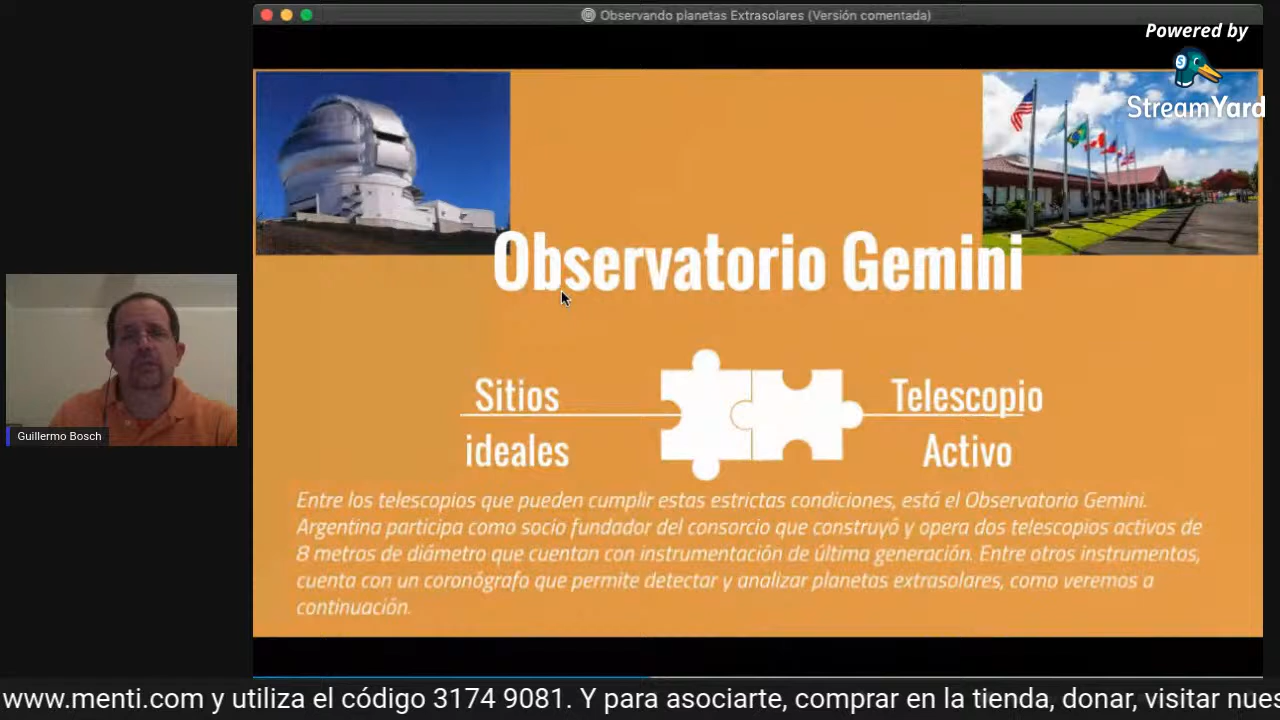 Observando planetas Extrasolares (Versión comentada)
Powered by
StreamYard
Observatorio Gemini
Sitios
ideales
Telescopio
Activo
Entre los telescopios que pueden cumplir estas estrictas condiciones, está el Observatorio Gemini.
Argentina participa como socio fundador del consorcio que construyó y opera dos telescopios activos de
8 metros de diámetro que cuentan con instrumentación de última generación. Entre otros instrumentos,
cuenta con un coronógrafo que permite detectar y analizar planetas extrasolares, como veremos a
continuación.
Guillermo Bosch
www.menti.com y utiliza el código 3174 9081. Y para asociarte, comprar en la tienda, donar, visitar nues